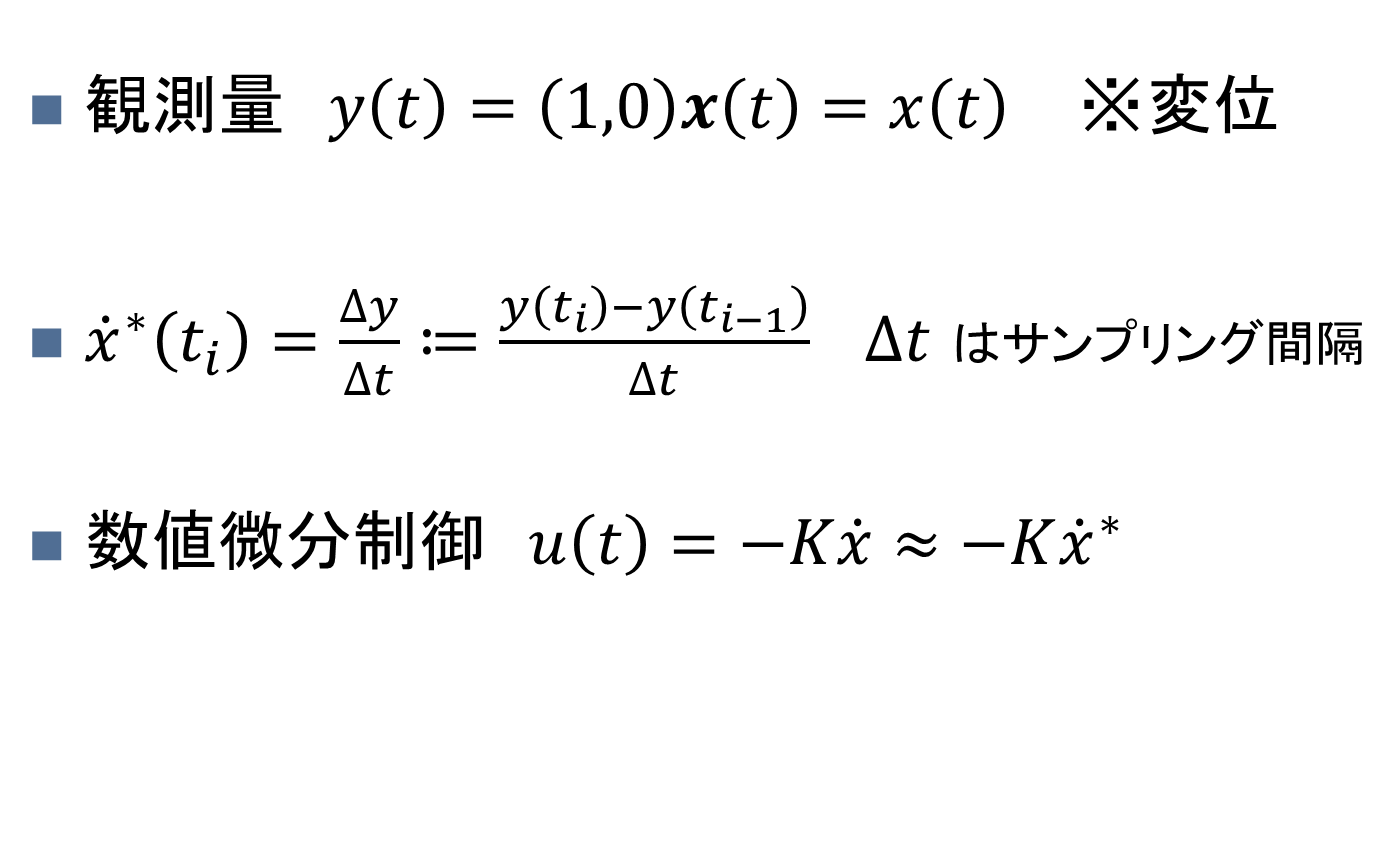 ■ 観測量 y(t) = (1,0)𝒙(t) = x(t) ※変位
■ ẋ*(tᵢ) = Δy/Δt ≔ (y(tᵢ)−y(tᵢ₋₁))/Δt Δt はサンプリング間隔
■ 数値微分制御 u(t) = −Kẋ ≈ −Kẋ*